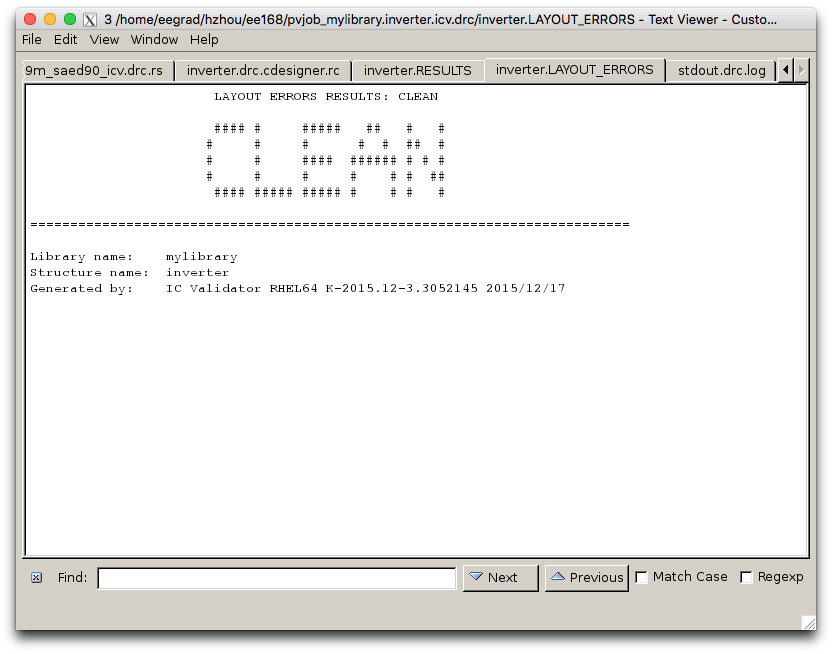 3 /home/eegrad/hzhou/ee168/pvjob_mylibrary.inverter.icv.drc/inverter.LAYOUT_ERRORS - Text Viewer - Custo...
File Edit View Window Help
9m_saed90_icv.drc.rs inverter.drc.cdesigner.rc inverter.RESULTS inverter.LAYOUT_ERRORS stdout.drc.log
LAYOUT ERRORS RESULTS: CLEAN
 #### #     #####   ##   #   #
#     #     #      #  #  ##  #
#     #     ####  ###### # # #
#     #     #     #    # #  ##
 #### ##### ##### #    # #   #
===========================================================================
Library name: mylibrary
Structure name: inverter
Generated by: IC Validator RHEL64 K-2015.12-3.3052145 2015/12/17
Find: Next Previous Match Case Regexp